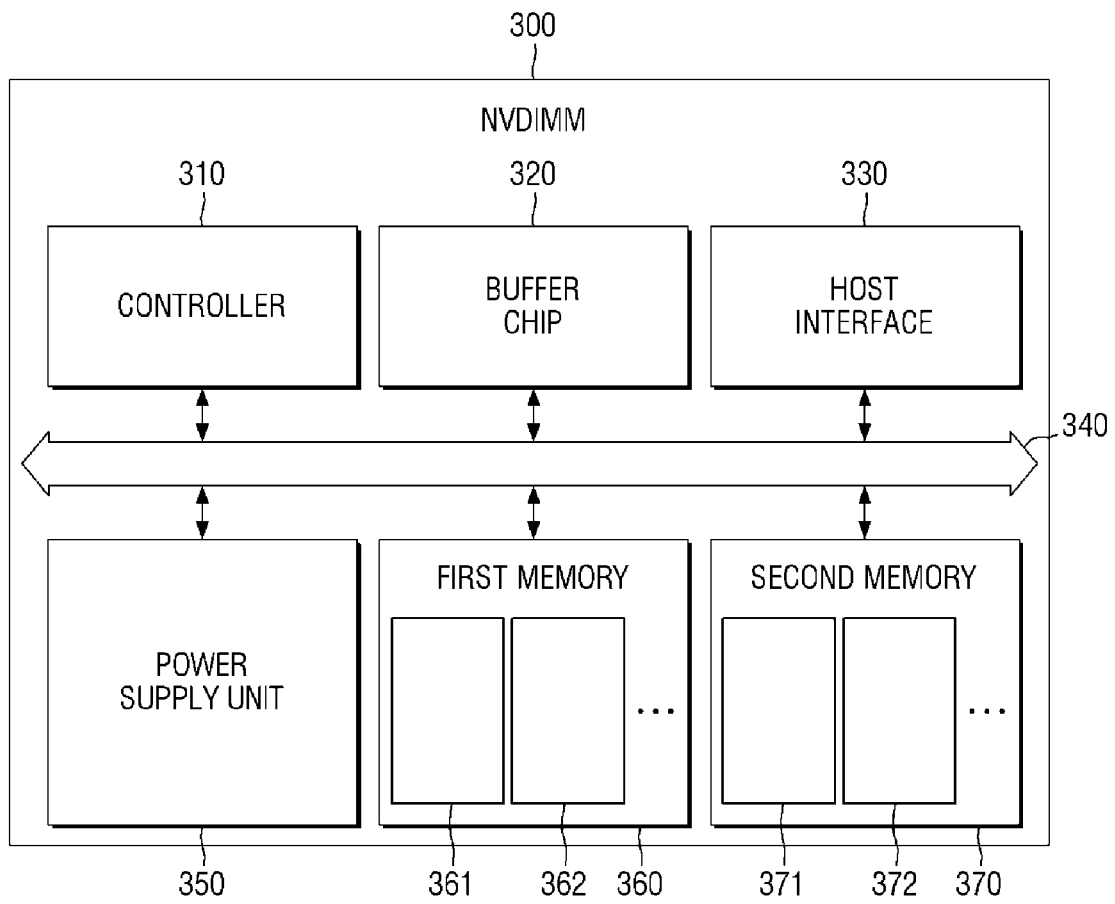 300
NVDIMM
310
320
330
CONTROLLER
BUFFER
CHIP
HOST
INTERFACE
340
POWER
SUPPLY UNIT
FIRST MEMORY
...
SECOND MEMORY
...
350
361
362
360
371
372
370